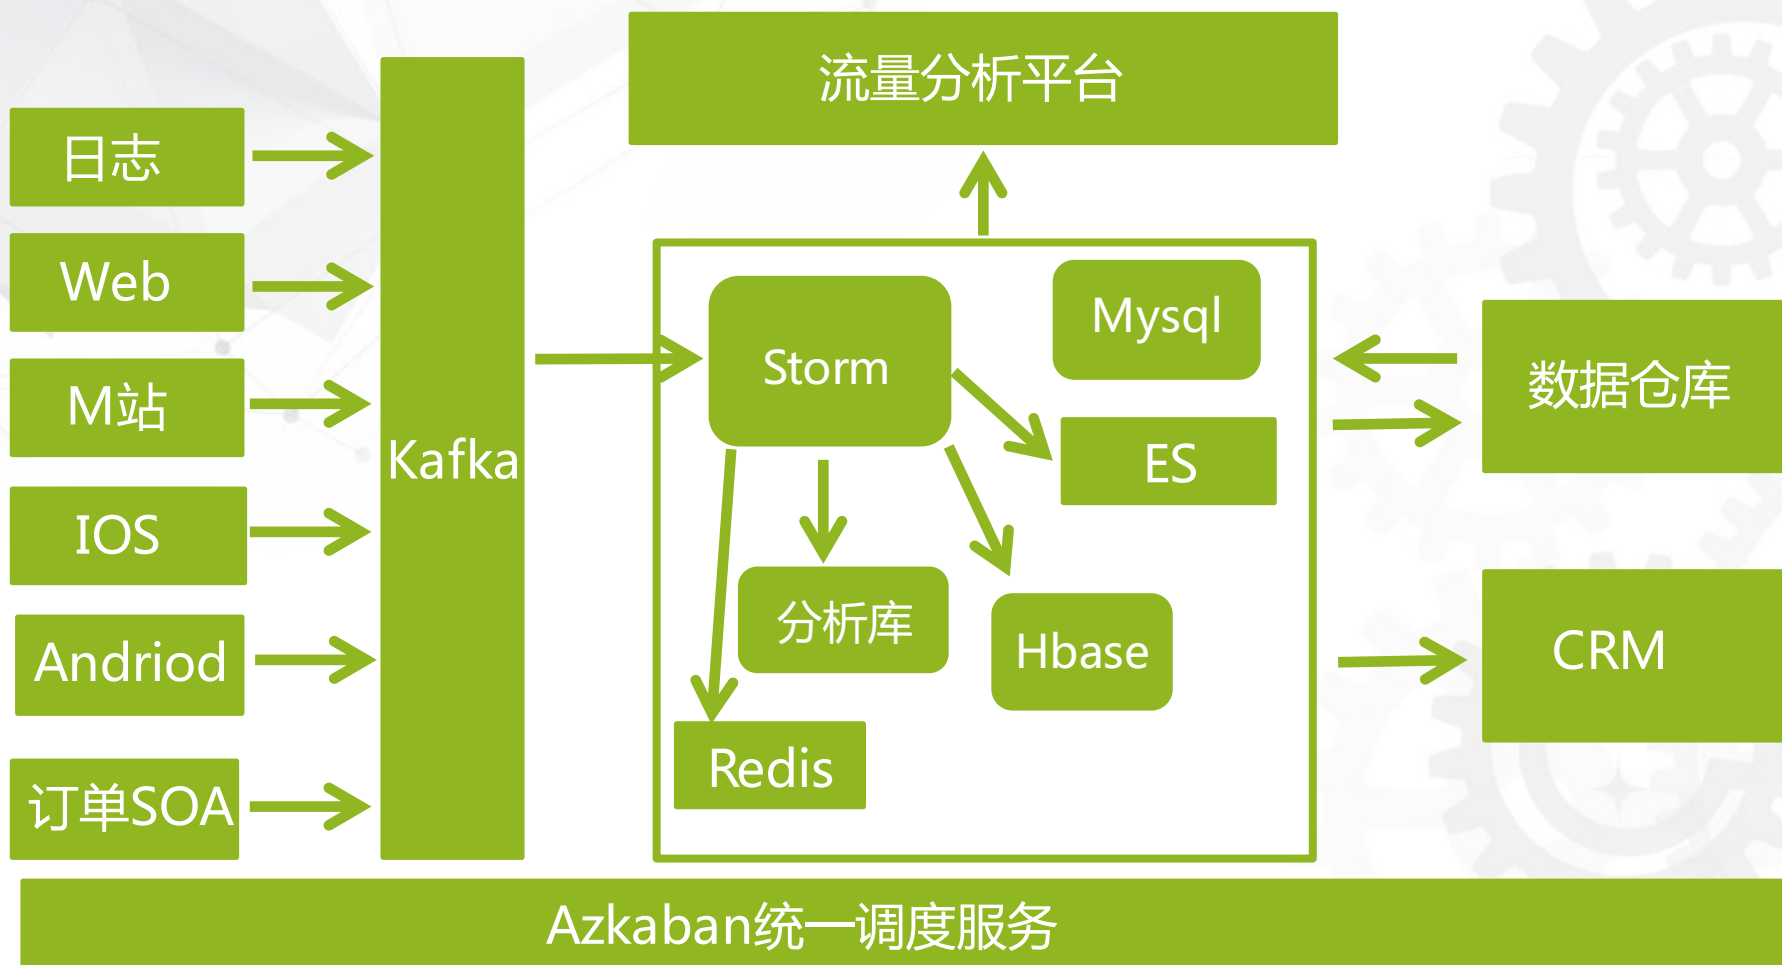 流量分析平台
日志
Web
M站
IOS
Andriod
订单SOA
Kafka
Storm
Mysql
ES
分析库
Hbase
Redis
数据仓库
CRM
Azkaban统一调度服务